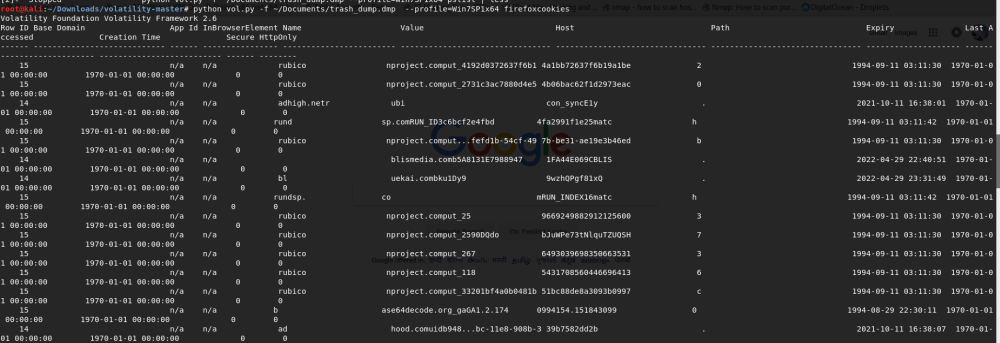 python vol.py -f ~/Documents/trash_dump.dmp --profile=Win7SP1x64 pslist | less
root@kali:~/Downloads/volatility-master# python vol.py -f ~/Documents/trash_dump.dmp --profile=Win7SP1x64 firefoxcookies
Volatility Foundation Volatility Framework 2.6
Row ID Base Domain App Id InBrowserElement Name Value Host Path Expiry Last A
ccessed Creation Time Secure HttpOnly
15 n/a n/a rubico nproject.comput_4192d0372637f6b1 4a1bb72637f6b19a1be 2 1994-09-11 03:11:30 1970-01-0
1 00:00:00 1970-01-01 00:00:00 0 0
15 n/a n/a rubico nproject.comput_2731c3ac7880d4e5 4b06bac62f1d2973eac 0 1994-09-11 03:11:30 1970-01-0
1 00:00:00 1970-01-01 00:00:00 0 0
14 n/a n/a adhigh.netr ubi con_syncE1y . 2021-10-11 16:38:01 1970-01-
01 00:00:00 1970-01-01 00:00:00 0 0
15 n/a n/a rund sp.comRUN_ID3c6bcf2e4fbd 4fa2991f1e25matc h 1994-09-11 03:11:42 1970-01-0
1 00:00:00 1970-01-01 00:00:00 0 0
15 n/a n/a rubico nproject.comput...fefd1b-54cf-49 7b-be31-ae19e3b46ed b 1994-09-11 03:11:30 1970-01-0
1 00:00:00 1970-01-01 00:00:00 0 0
14 n/a n/a blismedia.comb5A8131E7988947 1FA44E069CBLIS . 2022-04-29 22:40:51 1970-01-
01 00:00:00 1970-01-01 00:00:00 0 0
14 n/a n/a bl uekai.combku1Dy9 9wzhQPgf81xQ . 2022-04-29 23:31:49 1970-01-
01 00:00:00 1970-01-01 00:00:00 0 0
15 n/a n/a rundsp. co mRUN_INDEX16matc h 1994-09-11 03:11:42 1970-01-0
1 00:00:00 1970-01-01 00:00:00 0 0
15 n/a n/a rubico nproject.comput_25 9669249882912125600 3 1994-09-11 03:11:30 1970-01-0
1 00:00:00 1970-01-01 00:00:00 0 0
15 n/a n/a rubico nproject.comput_2590DQdo bJuWPe73tNlquTZUQSH 7 1994-09-11 03:11:30 1970-01-0
1 00:00:00 1970-01-01 00:00:00 0 0
15 n/a n/a rubico nproject.comput_267 6493039698350663531 3 1994-09-11 03:11:30 1970-01-0
1 00:00:00 1970-01-01 00:00:00 0 0
15 n/a n/a rubico nproject.comput_118 5431708560446696413 6 1994-09-11 03:11:30 1970-01-0
1 00:00:00 1970-01-01 00:00:00 0 0
15 n/a n/a rubico nproject.comput_33201bf4a0b0481b 51bc88de8a3093b0997 c 1994-09-11 03:11:30 1970-01-0
1 00:00:00 1970-01-01 00:00:00 0 0
15 n/a n/a b ase64decode.org_gaGA1.2.174 0994154.151843099 0 1994-08-29 22:30:11 1970-01-0
1 00:00:00 1970-01-01 00:00:00 0 0
14 n/a n/a ad hood.comuidb948...bc-11e8-908b-3 39b7582dd2b . 2021-10-11 16:38:07 1970-01-
01 00:00:00 1970-01-01 00:00:00 0 0
Google